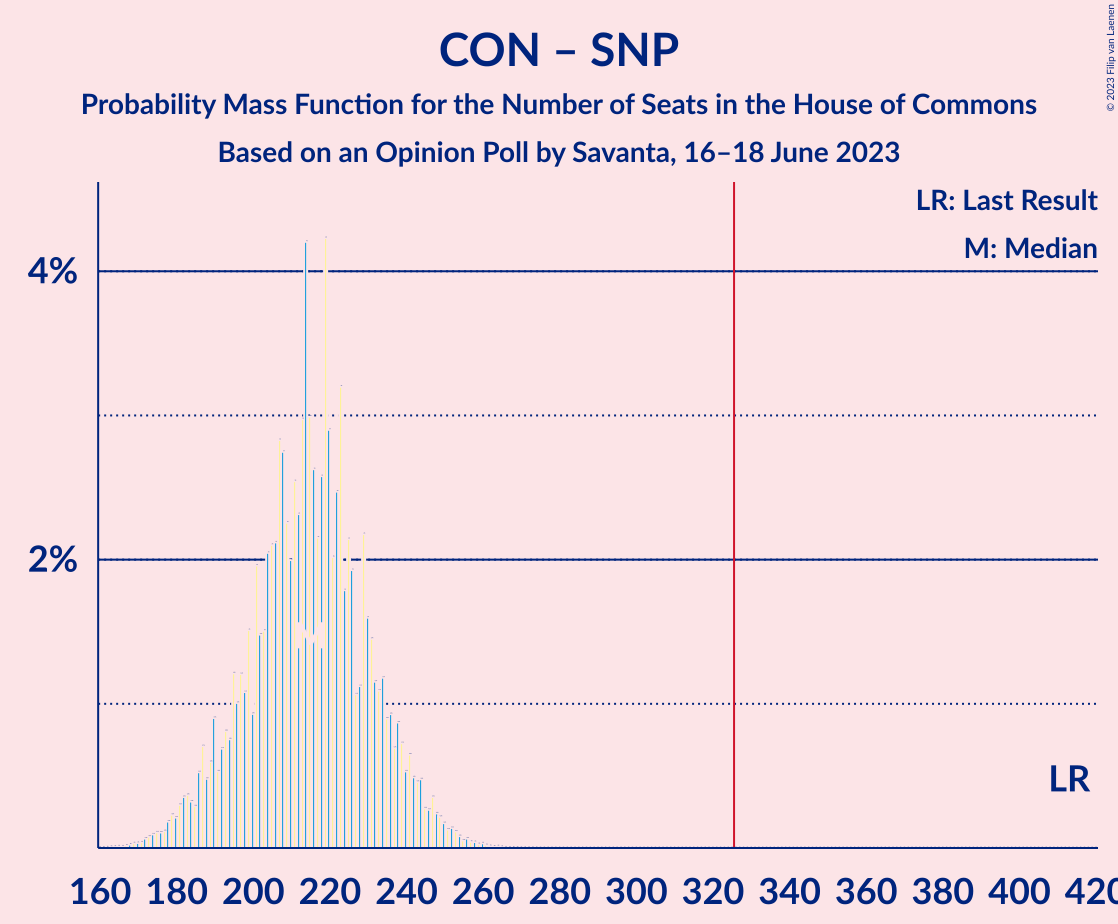 CON – SNP
Probability Mass Function for the Number of Seats in the House of Commons
Based on an Opinion Poll by Savanta, 16–18 June 2023
© 2023 Filip van Laenen
LR: Last Result
M: Median
4%
2%
M
LR
160 180 200 220 240 260 280 300 320 340 360 380 400 420